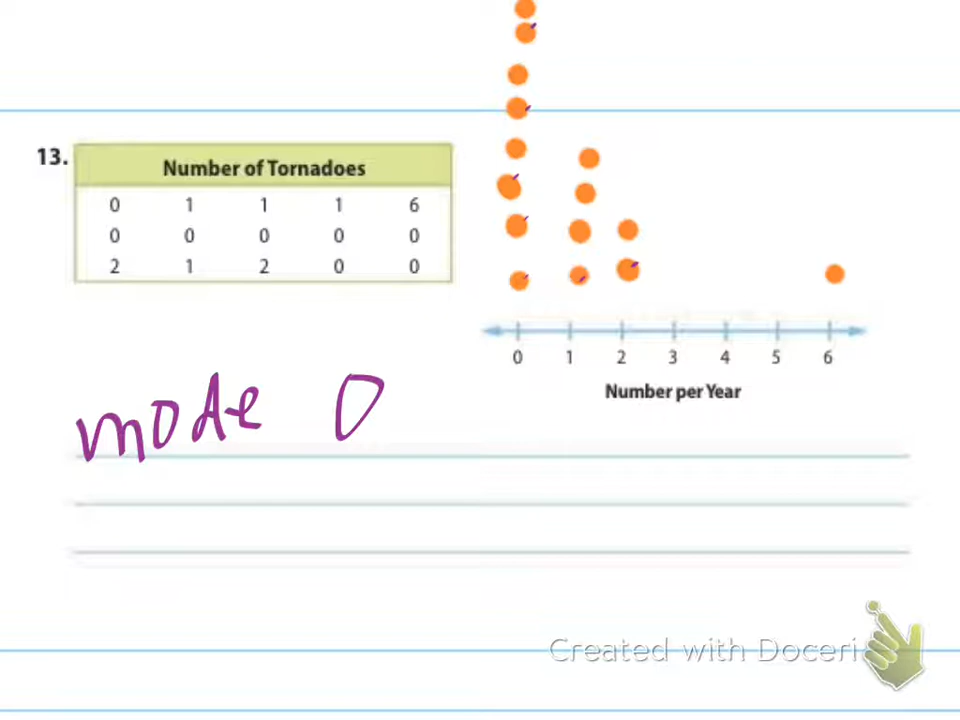 13.
Number of Tornadoes
0 1 1 1 6
0 0 0 0 0
2 1 2 0 0
0 1 2 3 4 5 6
Number per Year
mode 0
Created with Doceri